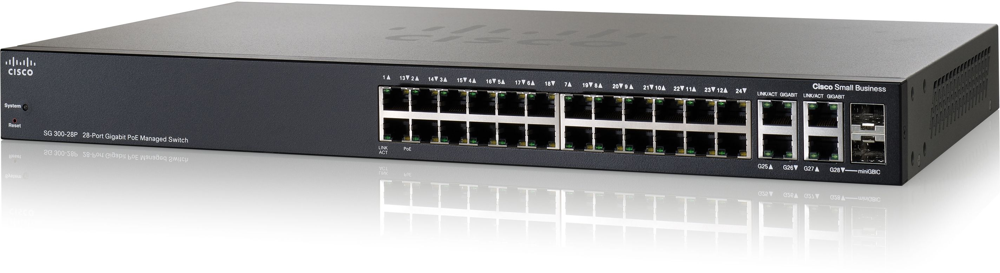 cisco
CISCO
1▲ 13▼ 2▲ 14▼ 3▲ 15▼ 4▲ 16▼ 5▲ 17▼ 6▲ 18▼ 7▲ 19▼ 8▲ 20▼ 9▲ 21▼ 10▲ 22▼ 11▲ 23▼ 12▲ 24▼
Cisco Small Business
LINK/ACT GIGABIT LINK/ACT GIGABIT
System
Reset
SG 300-28P 28-Port Gigabit PoE Managed Switch
LINK
ACT
PoE
G25▲ G26▼ G27▲ G28▼ miniGBIC